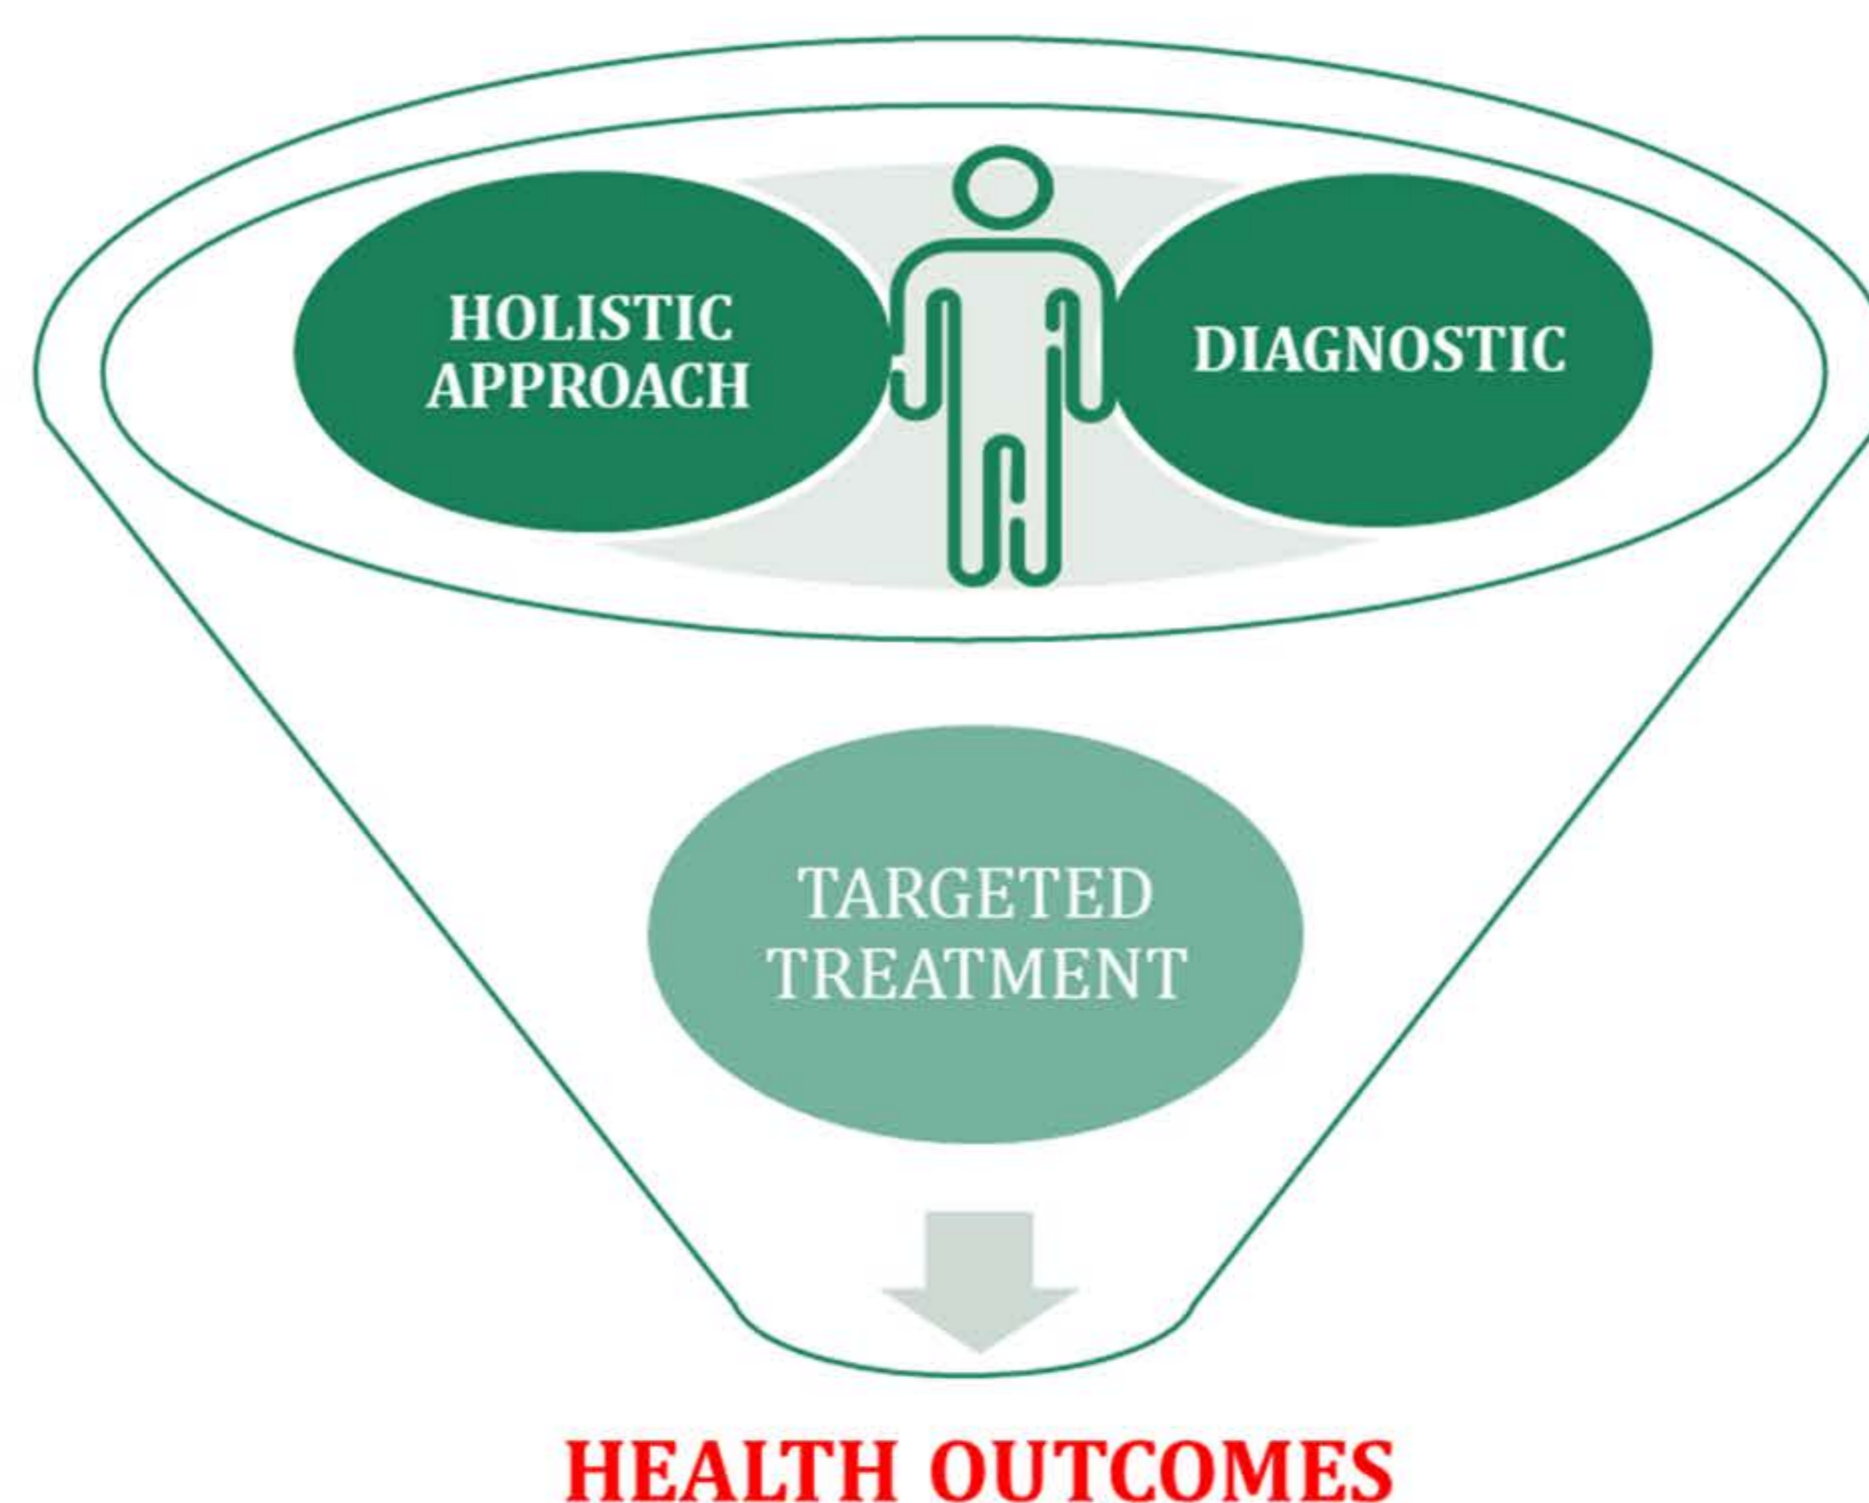 HOLISTIC
APPROACH
DIAGNOSTIC
TARGETED
TREATMENT
HEALTH OUTCOMES